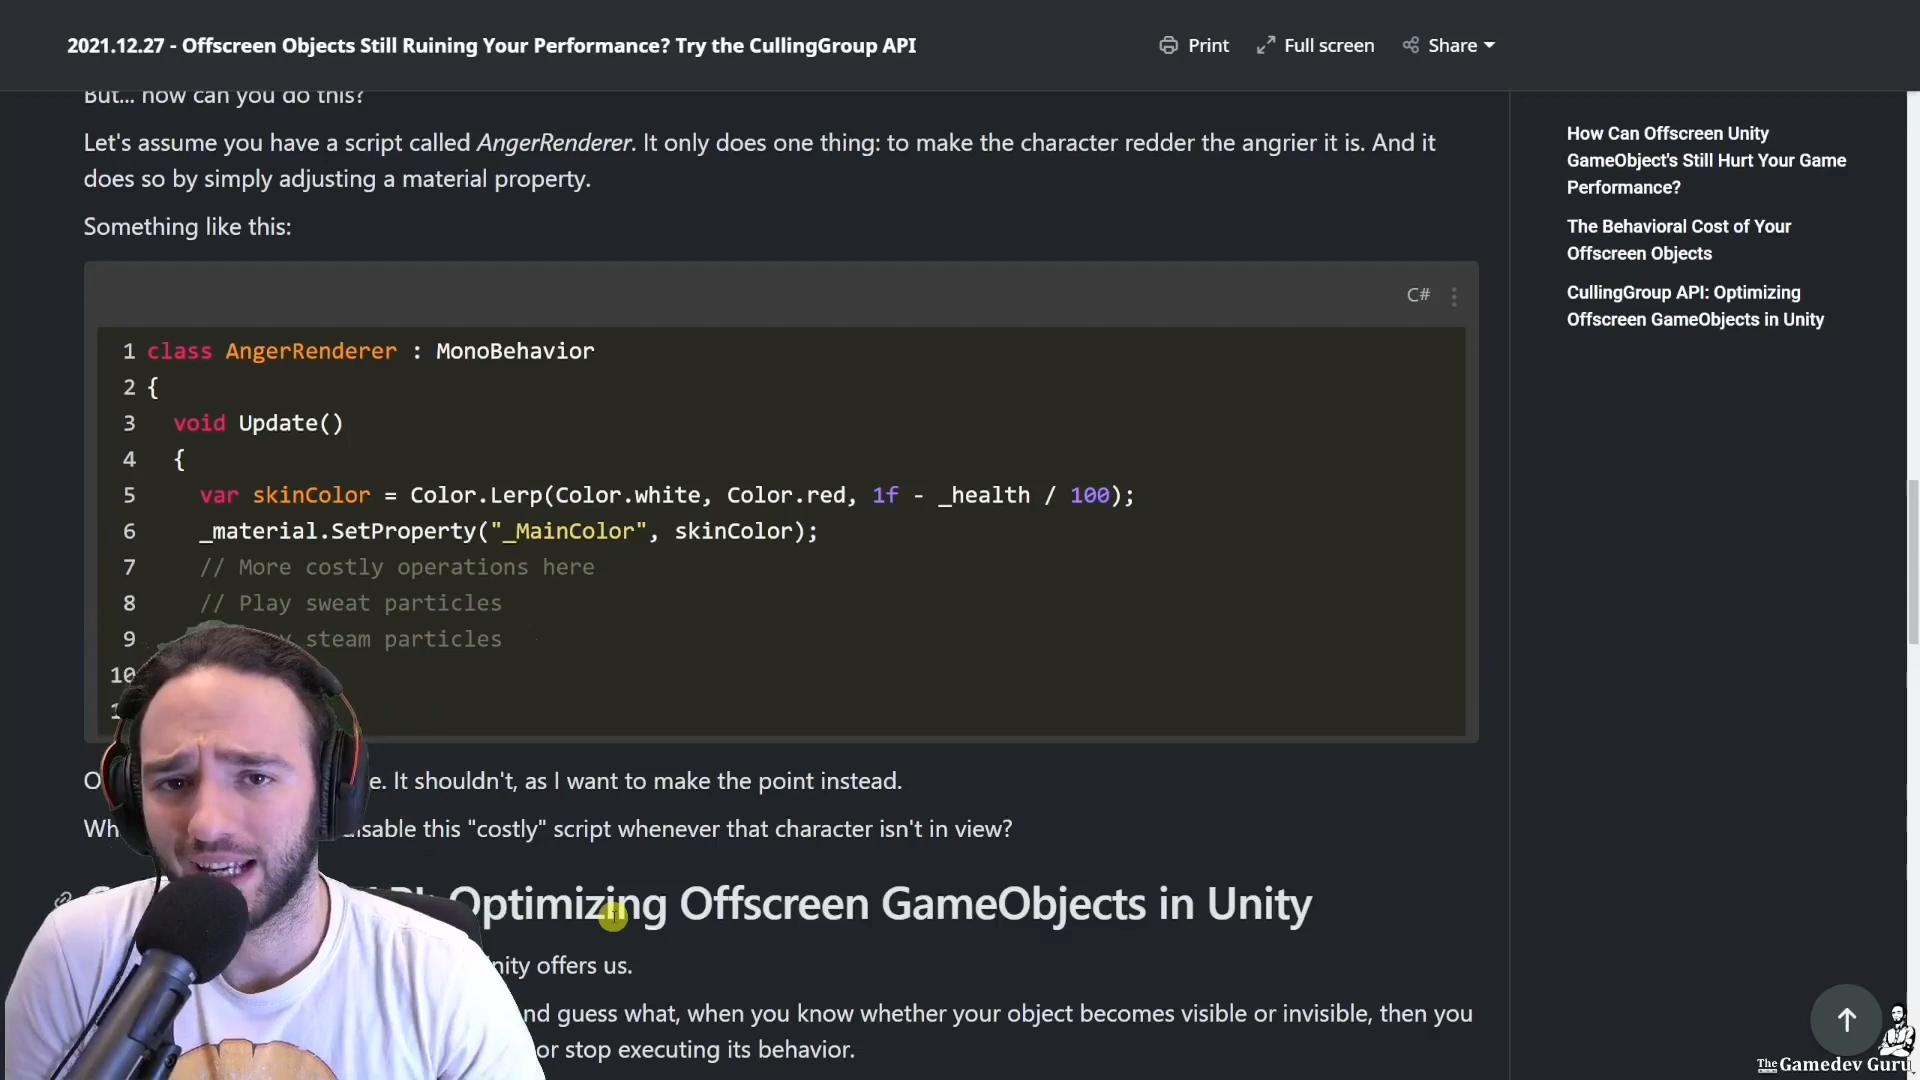 2021.12.27 - Offscreen Objects Still Ruining Your Performance? Try the CullingGroup API
Print
Full screen
Share
But... how can you do this?
Let's assume you have a script called AngerRenderer. It only does one thing: to make the character redder the angrier it is. And it
does so by simply adjusting a material property.
Something like this:
C#
1 class AngerRenderer : MonoBehavior
2 {
3 void Update()
4 {
5 var skinColor = Color.Lerp(Color.white, Color.red, 1f - _health / 100);
6 _material.SetProperty("_MainColor", skinColor);
7 // More costly operations here
8 // Play sweat particles
9 steam particles
10
It shouldn't, as I want to make the point instead.
this "costly" script whenever that character isn't in view?
Optimizing Offscreen GameObjects in Unity
offers us.
guess what, when you know whether your object becomes visible or invisible, then you
or stop executing its behavior.
How Can Offscreen Unity
GameObject's Still Hurt Your Game
Performance?
The Behavioral Cost of Your
Offscreen Objects
CullingGroup API: Optimizing
Offscreen GameObjects in Unity
The Gamedev Guru